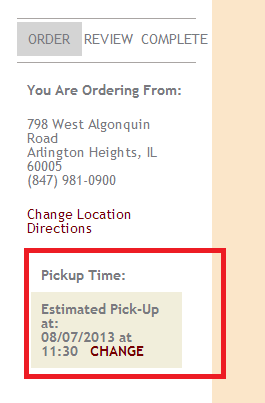 ORDER REVIEW COMPLETE
You Are Ordering From:
798 West Algonquin
Road
Arlington Heights, IL
60005
(847) 981-0900
Change Location
Directions
Pickup Time:
Estimated Pick-Up
at:
08/07/2013 at
11:30 CHANGE